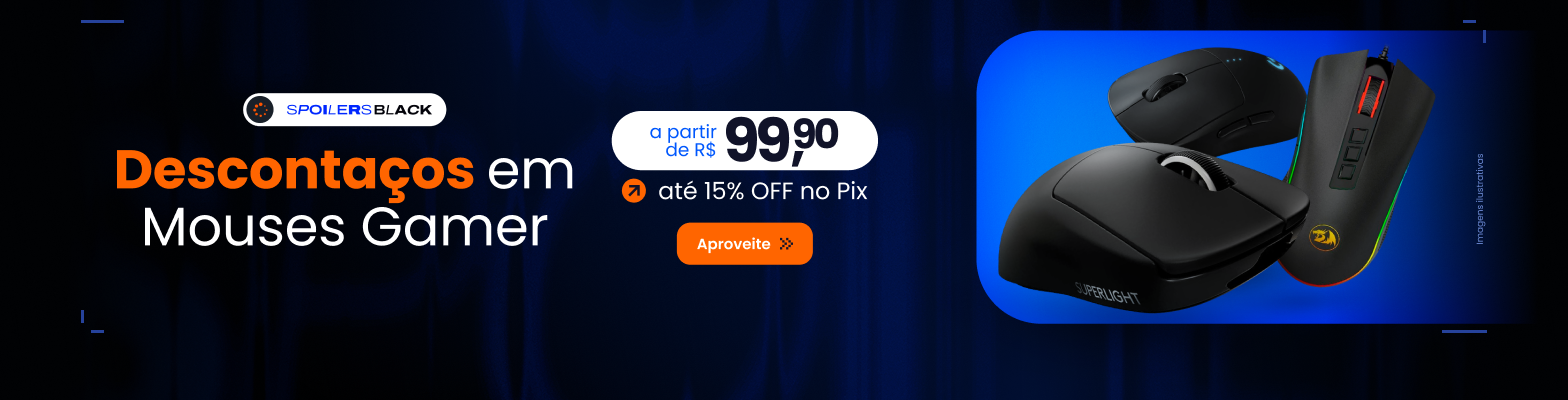 SPOILERSBLACK
Descontaços em
Mouses Gamer
a partir
de R$
99,90
até 15% OFF no Pix
Aproveite
SUPERLIGHT
Imagens ilustrativas